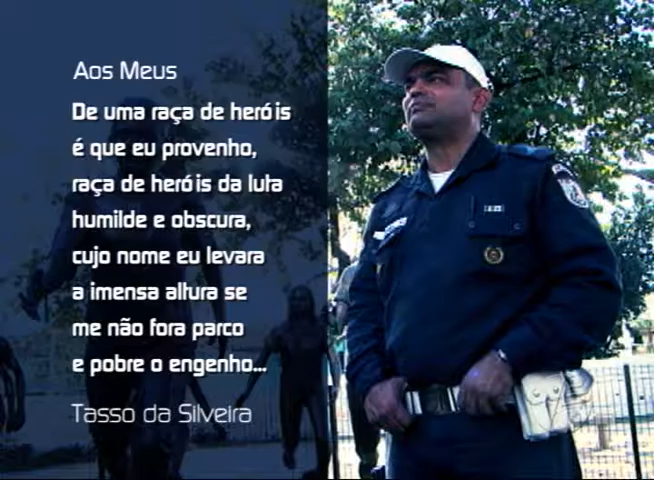 Aos Meus
De uma raça de heróis
é que eu provenho,
raça de heróis da luta
humilde e obscura,
cujo nome eu levara
a imensa altura se
me não fora parco
e pobre o engenho...
Tasso da Silveira